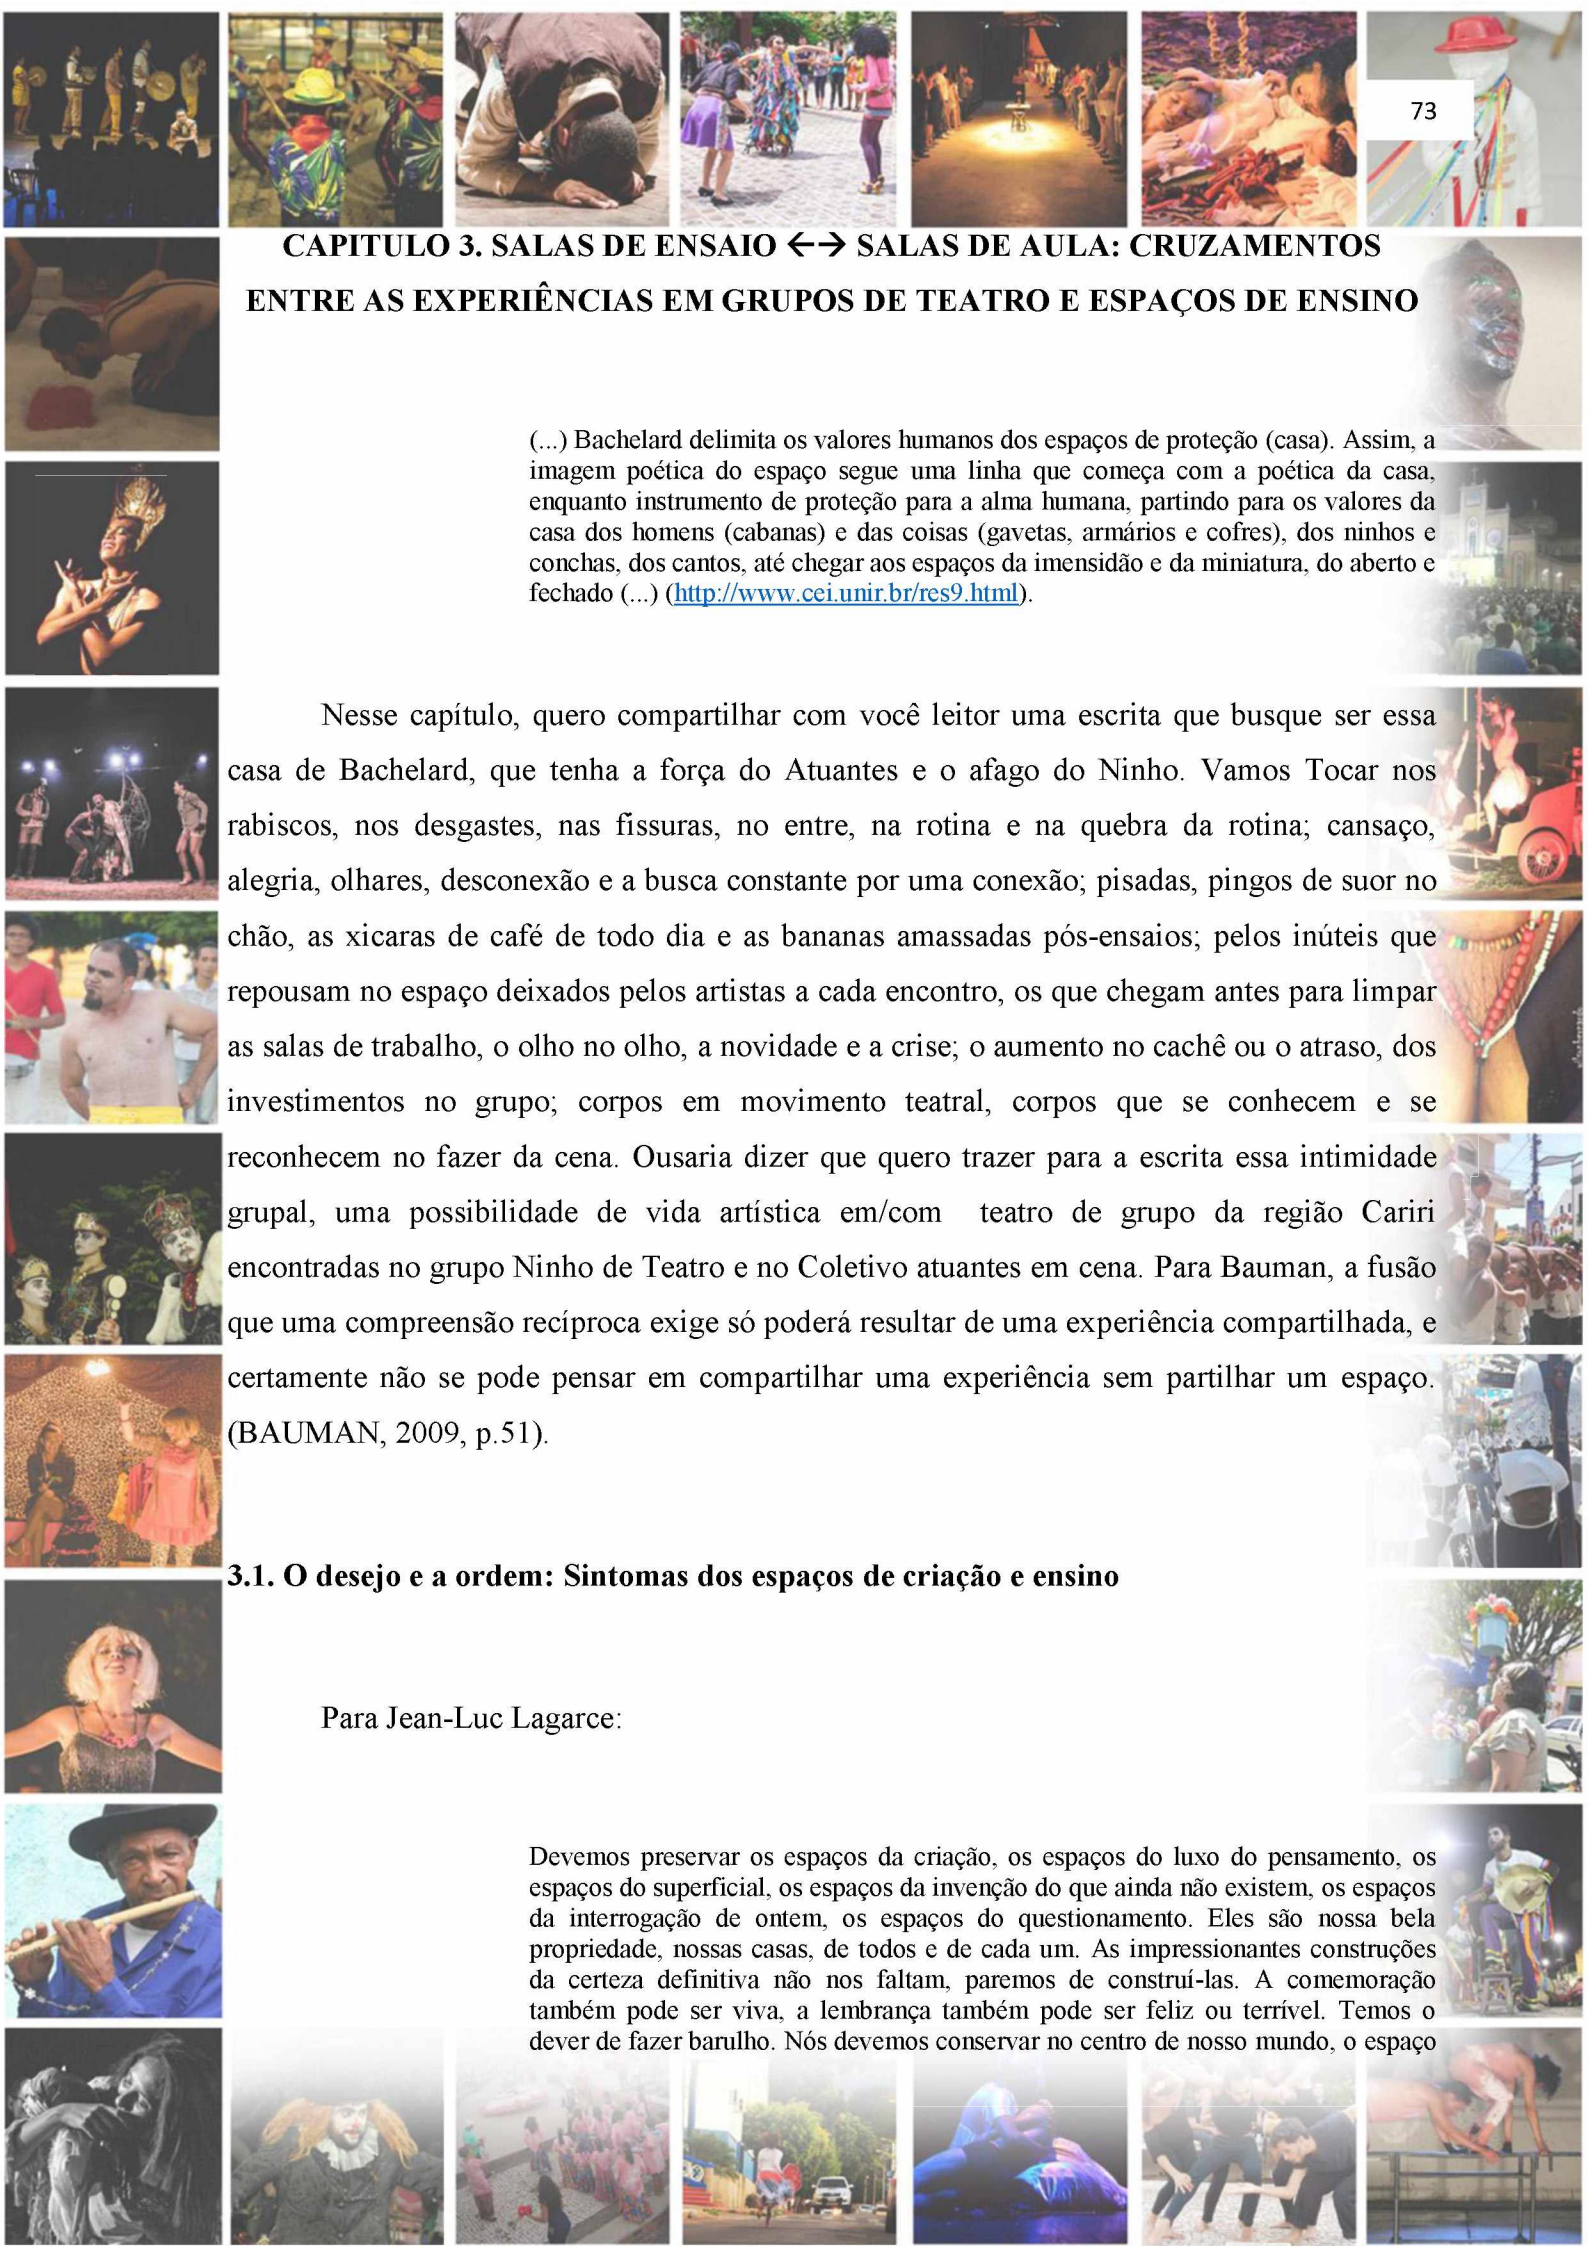 73
CAPITULO 3. SALAS DE ENSAIO ←→ SALAS DE AULA: CRUZAMENTOS
ENTRE AS EXPERIÊNCIAS EM GRUPOS DE TEATRO E ESPAÇOS DE ENSINO
(...) Bachelard delimita os valores humanos dos espaços de proteção (casa). Assim, a
imagem poética do espaço segue uma linha que começa com a poética da casa,
enquanto instrumento de proteção para a alma humana, partindo para os valores da
casa dos homens (cabanas) e das coisas (gavetas, armários e cofres), dos ninhos e
conchas, dos cantos, até chegar aos espaços da imensidão e da miniatura, do aberto e
fechado (...) (http://www.cei.unir.br/res9.html).
Nesse capítulo, quero compartilhar com você leitor uma escrita que busque ser essa
casa de Bachelard, que tenha a força do Atuantes e o afago do Ninho. Vamos Tocar nos
rabiscos, nos desgastes, nas fissuras, no entre, na rotina e na quebra da rotina; cansaço,
alegria, olhares, desconexão e a busca constante por uma conexão; pisadas, pingos de suor no
chão, as xicaras de café de todo dia e as bananas amassadas pós-ensaios; pelos inúteis que
repousam no espaço deixados pelos artistas a cada encontro, os que chegam antes para limpar
as salas de trabalho, o olho no olho, a novidade e a crise; o aumento no cachê ou o atraso, dos
investimentos no grupo; corpos em movimento teatral, corpos que se conhecem e se
reconhecem no fazer da cena. Ousaria dizer que quero trazer para a escrita essa intimidade
grupal, uma possibilidade de vida artística em/com teatro de grupo da região Cariri
encontradas no grupo Ninho de Teatro e no Coletivo atuantes em cena. Para Bauman, a fusão
que uma compreensão recíproca exige só poderá resultar de uma experiência compartilhada, e
certamente não se pode pensar em compartilhar uma experiência sem partilhar um espaço.
(BAUMAN, 2009, p.51).
3.1. O desejo e a ordem: Sintomas dos espaços de criação e ensino
Para Jean-Luc Lagarce:
Devemos preservar os espaços da criação, os espaços do luxo do pensamento, os
espaços do superficial, os espaços da invenção do que ainda não existem, os espaços
da interrogação de ontem, os espaços do questionamento. Eles são nossa bela
propriedade, nossas casas, de todos e de cada um. As impressionantes construções
da certeza definitiva não nos faltam, paremos de construí-las. A comemoração
também pode ser viva, a lembrança também pode ser feliz ou terrível. Temos o
dever de fazer barulho. Nós devemos conservar no centro de nosso mundo, o espaço